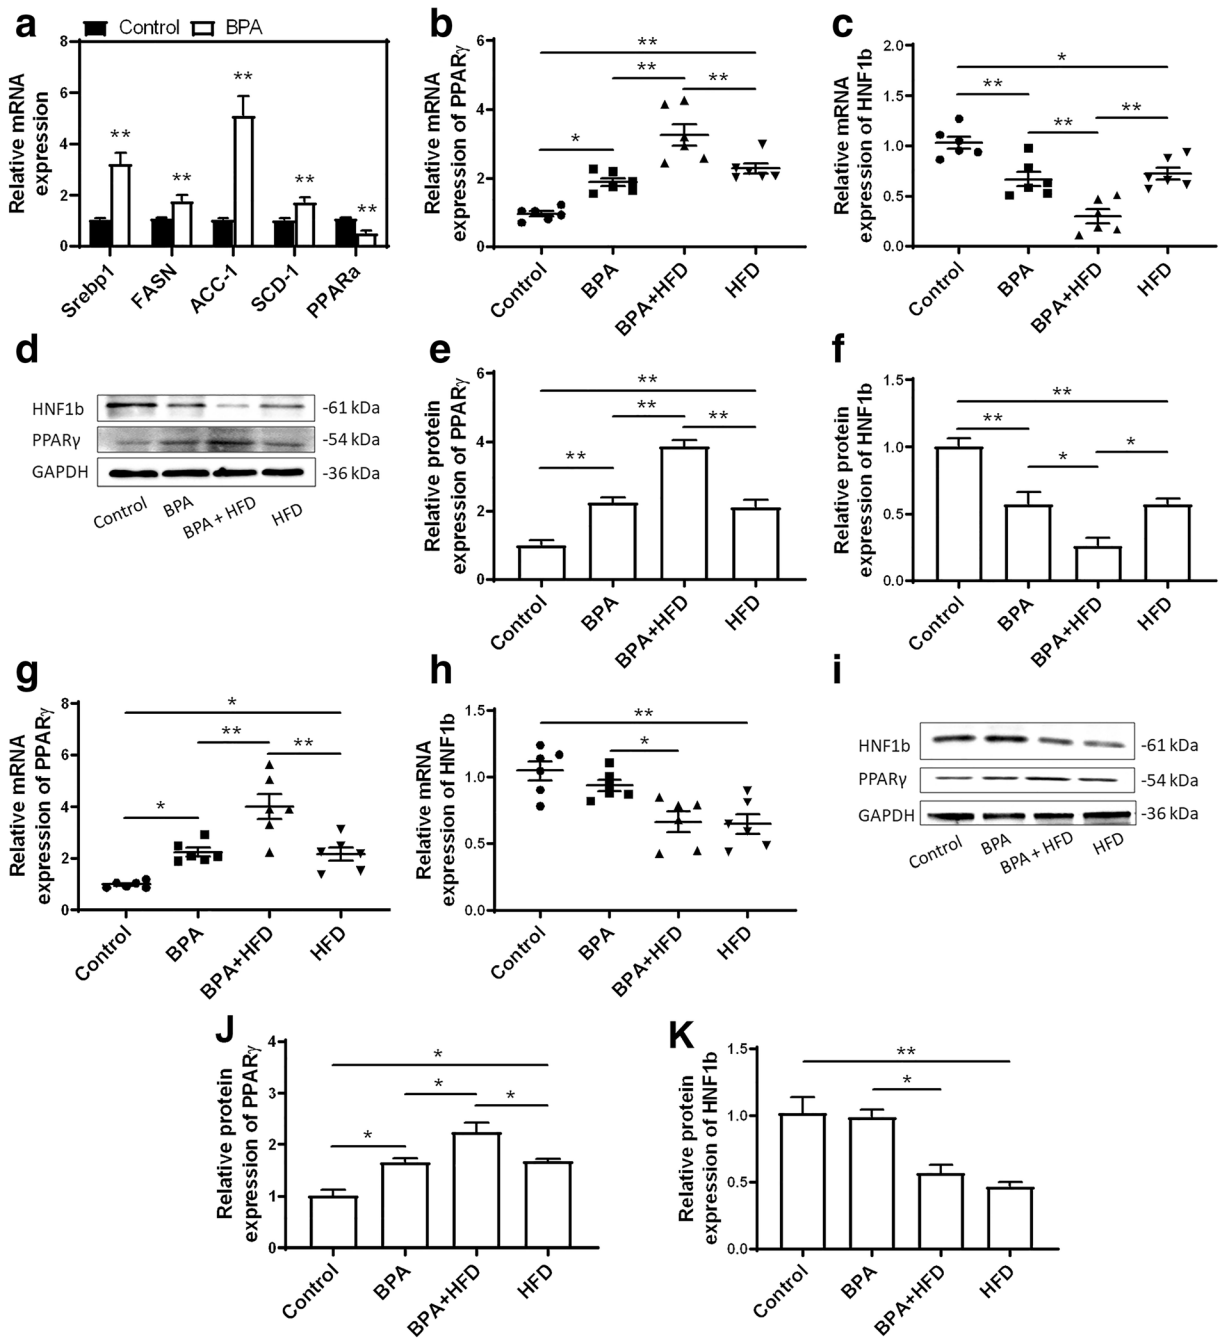 a
Control BPA
Relative mRNA
expression
8
6
4
2
0
** ** ** ** **
Srebp1 FASN ACC-1 SCD-1 PPARa
b
Relative mRNA
expression of PPARγ
6
4
2
0
**
** **
*
Control BPA BPA+HFD HFD
c
Relative mRNA
expression of HNF1b
2.0
1.5
1.0
0.5
0.0
*
**
** **
Control BPA BPA+HFD HFD
d
HNF1b -61 kDa
PPARγ -54 kDa
GAPDH -36 kDa
Control BPA BPA + HFD HFD
e
Relative protein
expression of PPARγ
6
4
2
0
**
** **
**
Control BPA BPA+HFD HFD
f
Relative protein
expression of HNF1b
1.5
1.0
0.5
0.0
**
**
* *
Control BPA BPA+HFD HFD
g
Relative mRNA
expression of PPARγ
8
6
4
2
0
*
** **
*
Control BPA BPA+HFD HFD
h
Relative mRNA
expression of HNF1b
1.5
1.0
0.5
0.0
**
*
Control BPA BPA+HFD HFD
i
HNF1b -61 kDa
PPARγ -54 kDa
GAPDH -36 kDa
Control BPA BPA + HFD HFD
J
Relative protein
expression of PPARγ
4
3
2
1
0
*
* *
*
Control BPA BPA+HFD HFD
K
Relative protein
expression of HNF1b
1.5
1.0
0.5
0.0
**
*
Control BPA BPA+HFD HFD